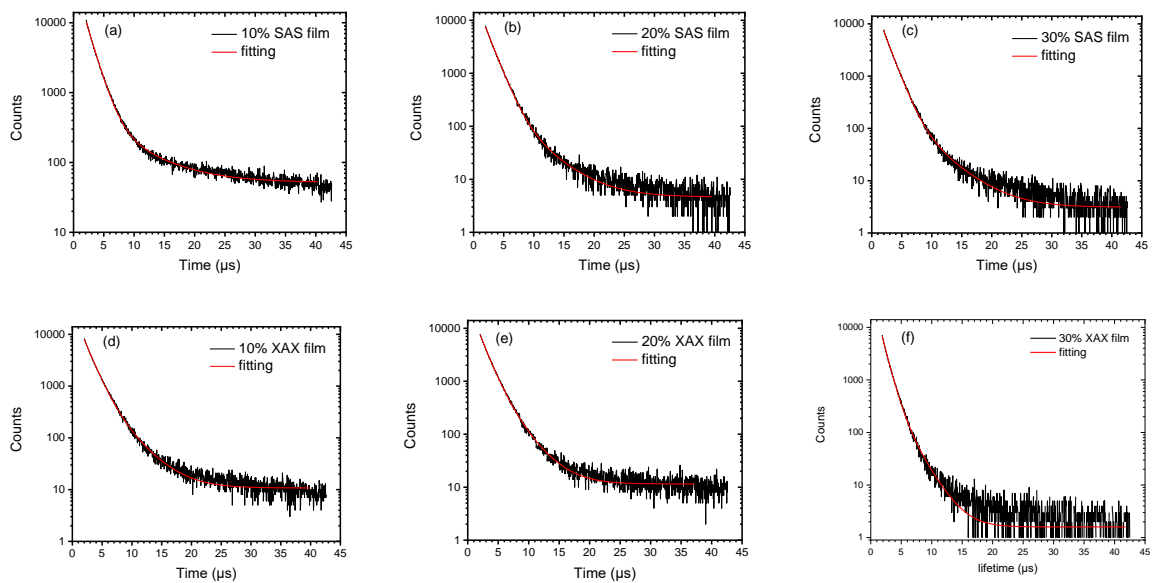 (a)
10% SAS film
fitting
10000
1000
100
10
Counts
0 5 10 15 20 25 30 35 40 45
Time (µs)
(b)
20% SAS film
fitting
10000
1000
100
10
1
Counts
0 5 10 15 20 25 30 35 40 45
Time (µs)
(c)
30% SAS film
fitting
10000
1000
100
10
1
Counts
0 5 10 15 20 25 30 35 40 45
Time (µs)
(d)
10% XAX film
fitting
10000
1000
100
10
1
Counts
0 5 10 15 20 25 30 35 40 45
Time (µs)
(e)
20% XAX film
fitting
10000
1000
100
10
1
Counts
0 5 10 15 20 25 30 35 40 45
Time (µs)
(f)
30% XAX film
fitting
10000
1000
100
10
1
Counts
0 5 10 15 20 25 30 35 40 45
lifetime (µs)